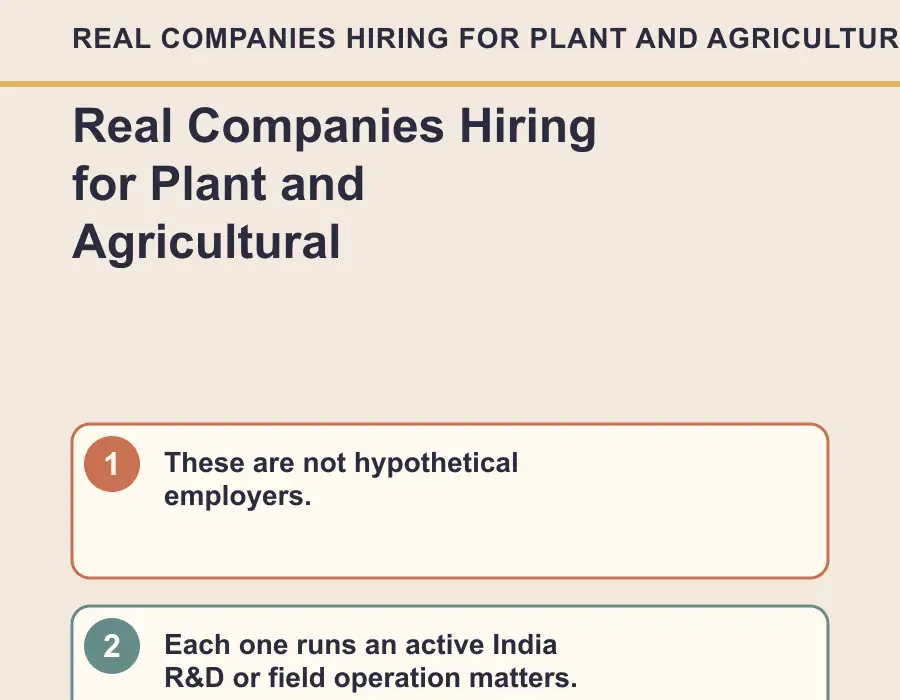 REAL COMPANIES HIRING FOR PLANT AND AGRICULTUR
Real Companies Hiring
for Plant and
Agricultural
1
These are not hypothetical
employers.
2
Each one runs an active India
R&D or field operation matters.